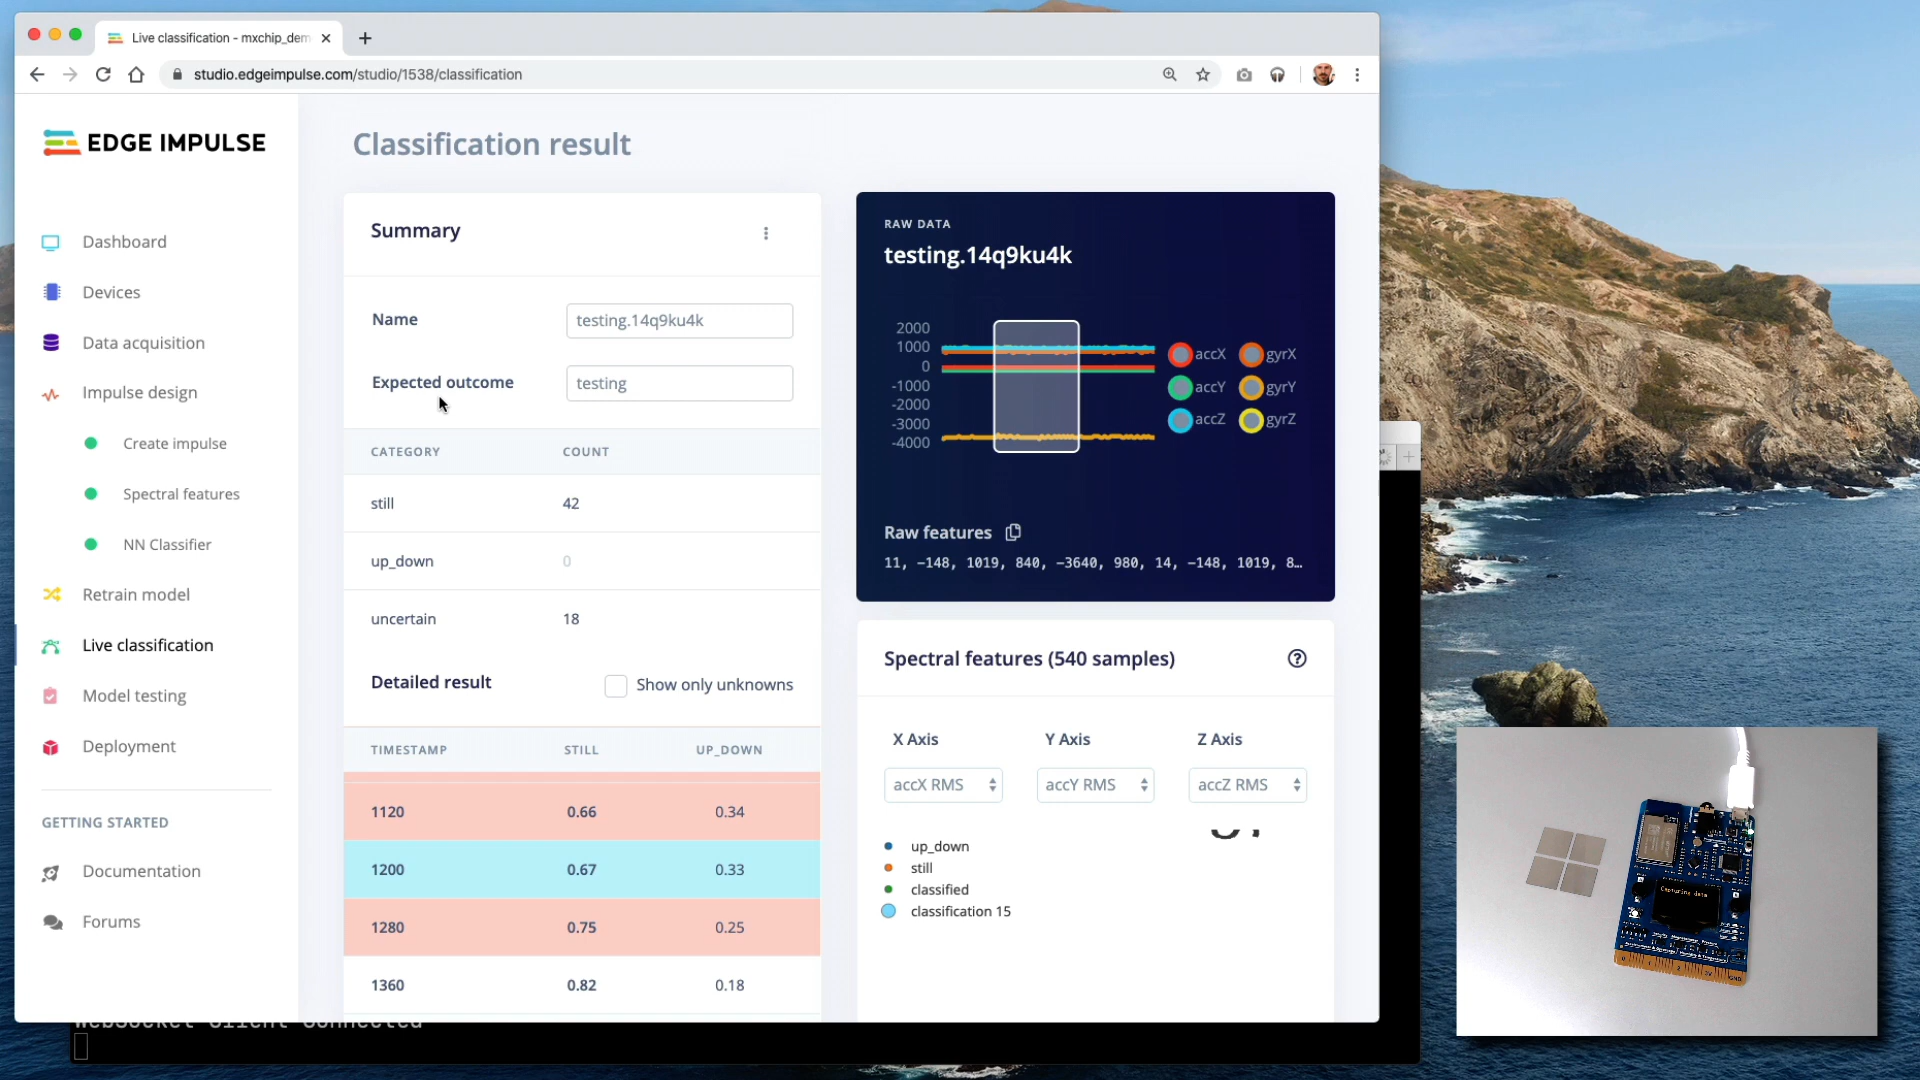 Live classification - mxchip_dem
studio.edgeimpulse.com/studio/1538/classification
EDGE IMPULSE
Dashboard
Devices
Data acquisition
Impulse design
Create impulse
Spectral features
NN Classifier
Retrain model
Live classification
Model testing
Deployment
GETTING STARTED
Documentation
Forums
Classification result
Summary
Name
testing.14q9ku4k
Expected outcome
testing
CATEGORY COUNT
still 42
up_down 0
uncertain 18
Detailed result
Show only unknowns
TIMESTAMP STILL UP_DOWN
1120 0.66 0.34
1200 0.67 0.33
1280 0.75 0.25
1360 0.82 0.18
RAW DATA
testing.14q9ku4k
2000
1000
0
-1000
-2000
-3000
-4000
accX gyrX
accY gyrY
accZ gyrZ
Raw features
11, -148, 1019, 840, -3640, 980, 14, -148, 1019, 8…
Spectral features (540 samples)
X Axis Y Axis Z Axis
accX RMS accY RMS accZ RMS
up_down
still
classified
classification 15
WebSocket Client Connected
Capturing data